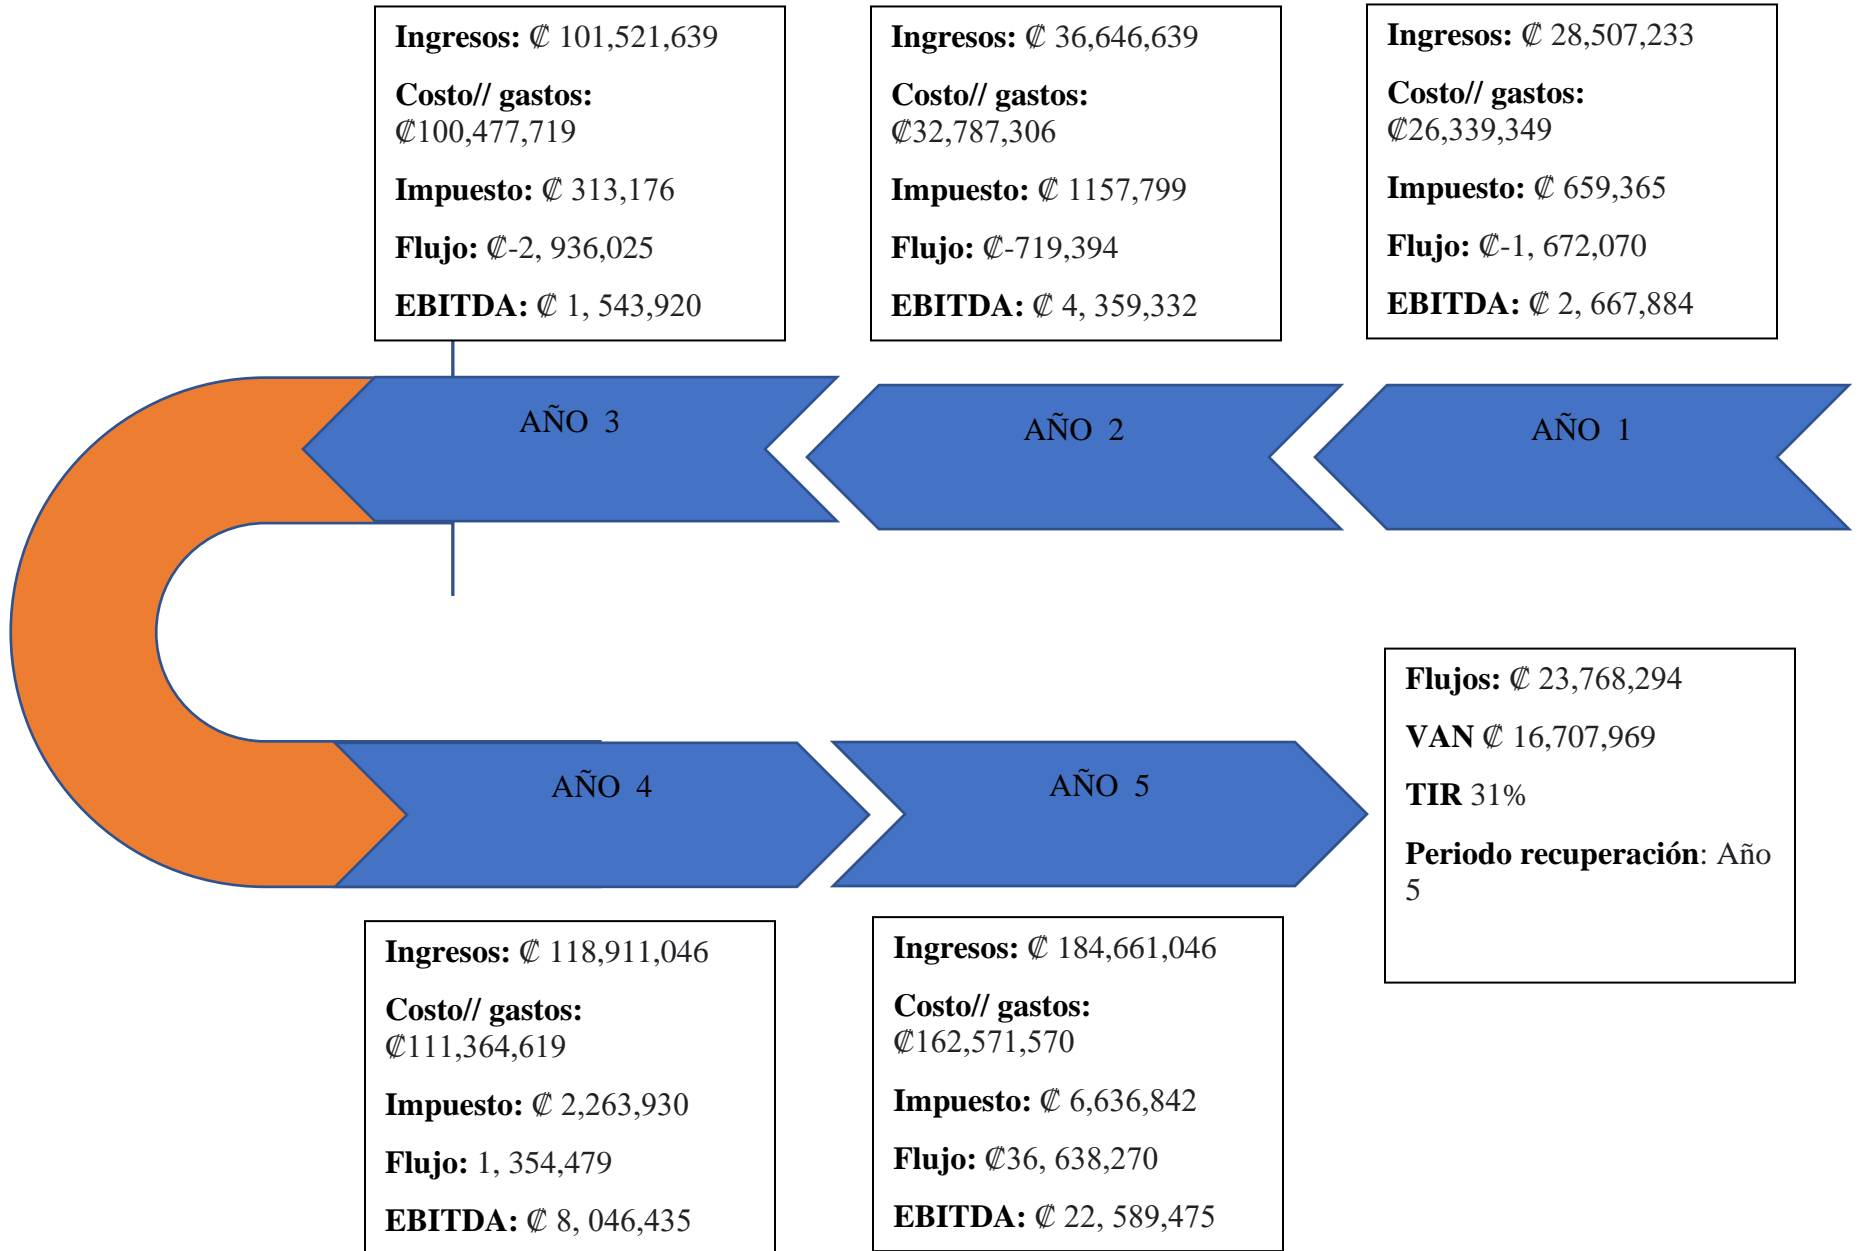 Ingresos: ₡ 101,521,639
Costo// gastos:
₡100,477,719
Impuesto: ₡ 313,176
Flujo: ₡-2, 936,025
EBITDA: ₡ 1, 543,920
Ingresos: ₡ 36,646,639
Costo// gastos:
₡32,787,306
Impuesto: ₡ 1157,799
Flujo: ₡-719,394
EBITDA: ₡ 4, 359,332
Ingresos: ₡ 28,507,233
Costo// gastos:
₡26,339,349
Impuesto: ₡ 659,365
Flujo: ₡-1, 672,070
EBITDA: ₡ 2, 667,884
AÑO 3
AÑO 2
AÑO 1
AÑO 4
AÑO 5
Flujos: ₡ 23,768,294
VAN ₡ 16,707,969
TIR 31%
Periodo recuperación: Año
5
Ingresos: ₡ 118,911,046
Costo// gastos:
₡111,364,619
Impuesto: ₡ 2,263,930
Flujo: 1, 354,479
EBITDA: ₡ 8, 046,435
Ingresos: ₡ 184,661,046
Costo// gastos:
₡162,571,570
Impuesto: ₡ 6,636,842
Flujo: ₡36, 638,270
EBITDA: ₡ 22, 589,475